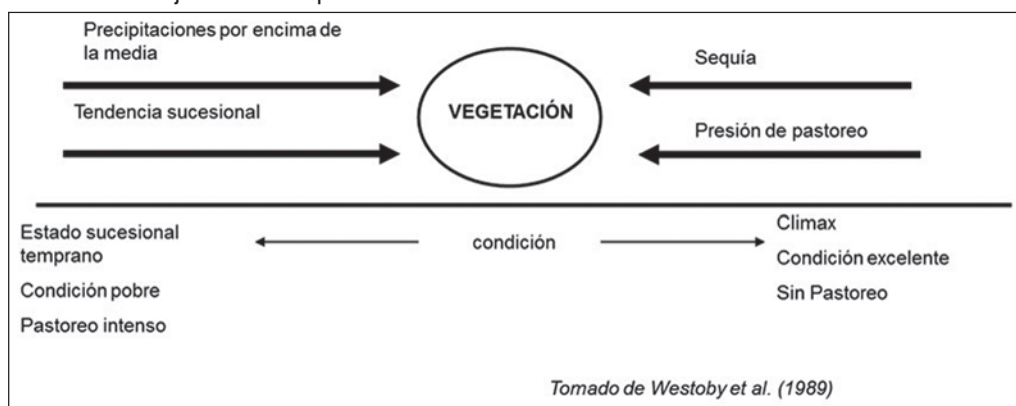 Precipitaciones por encima de
la media
Tendencia sucesional
VEGETACIÓN
Sequía
Presión de pastoreo
Estado sucesional
temprano
Condición pobre
Pastoreo intenso
condición
Climax
Condición excelente
Sin Pastoreo
Tomado de Westoby et al. (1989)